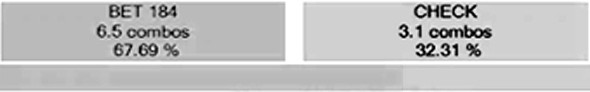 BET 184
6.5 combos
67.69 %
CHECK
3.1 combos
32.31 %